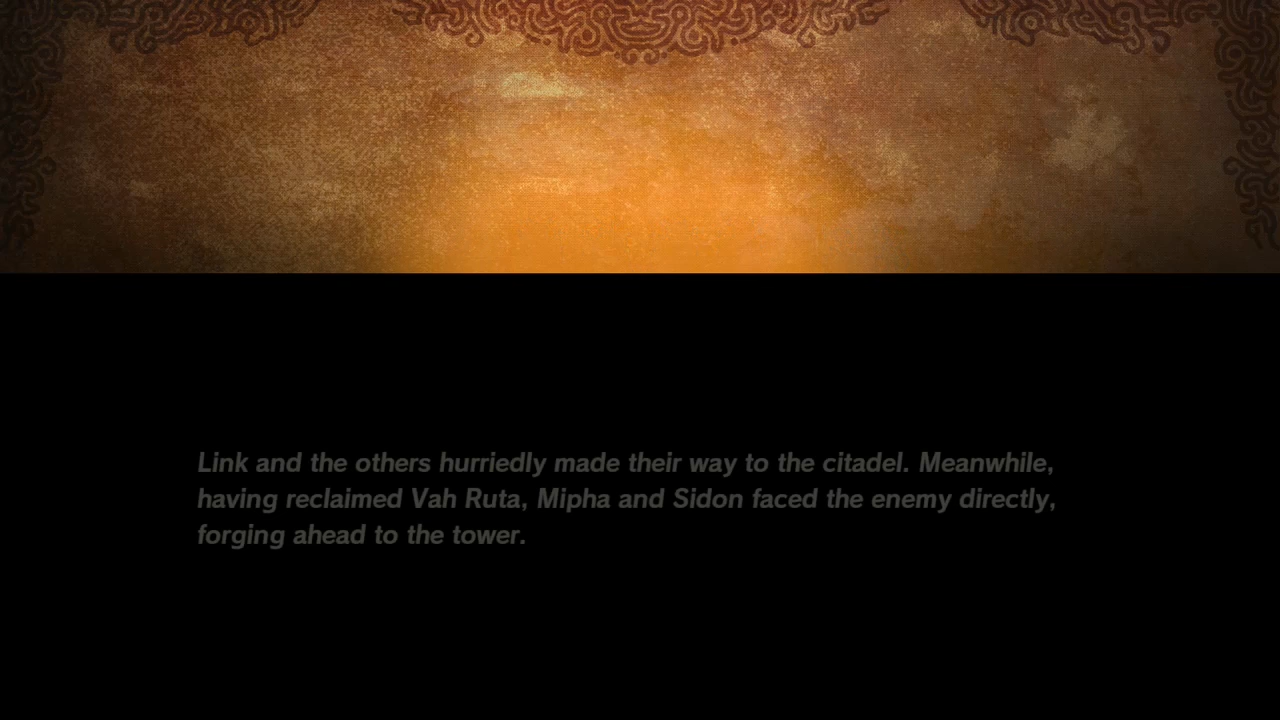 Link and the others hurriedly made their way to the citadel. Meanwhile,
having reclaimed Vah Ruta, Mipha and Sidon faced the enemy directly,
forging ahead to the tower.